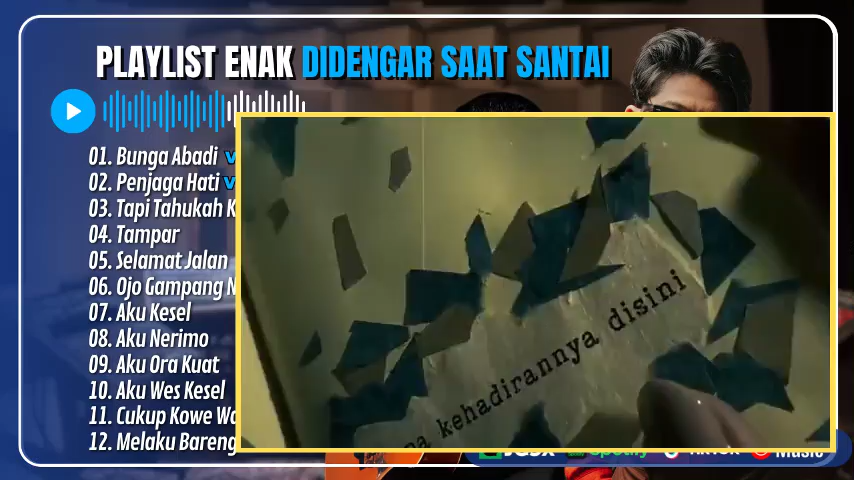 PLAYLIST ENAK DIDENGAR SAAT SANTAI
01. Bunga Abadi
02. Penjaga Hati
03. Tapi Tahukah
04. Tampar
05. Selamat Jalan
06. Ojo Gampang
07. Aku Kesel
08. Aku Nerimo
09. Aku Ora Kuat
10. Aku Wes Kesel
11. Cukup Kowe
12. Melaku Bareng
kehadirannya disini
Spotify
Music